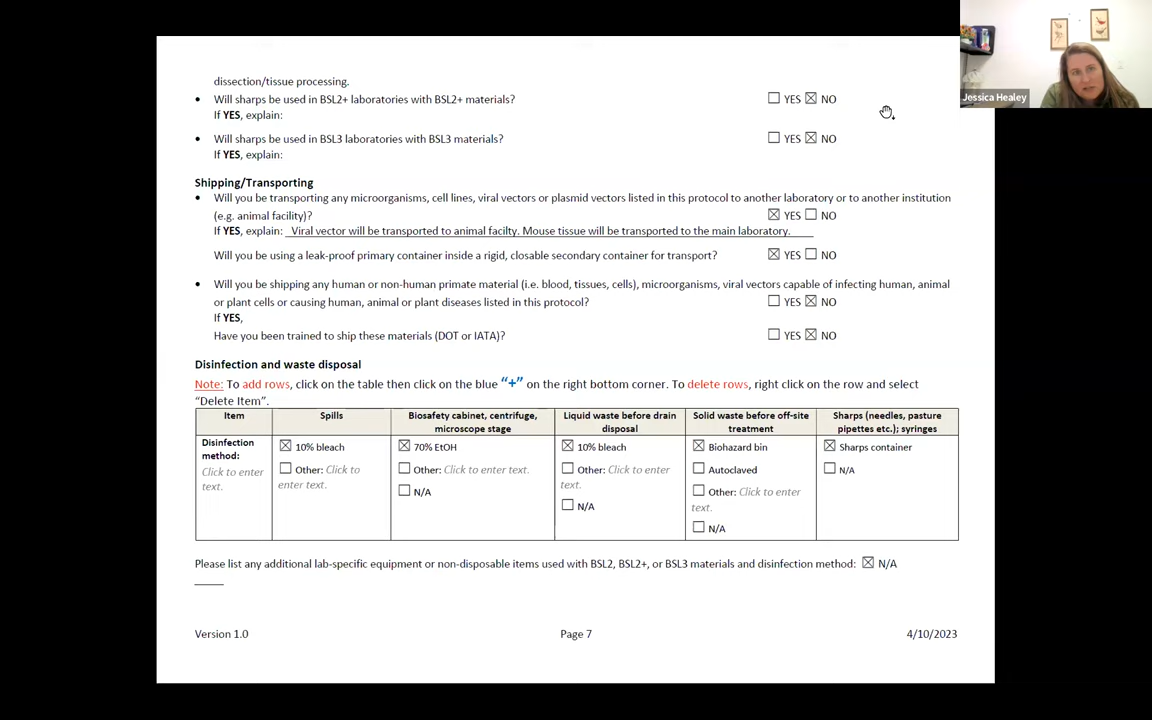 dissection/tissue processing.
• Will sharps be used in BSL2+ laboratories with BSL2+ materials? ☐ YES ☒ NO
If YES, explain:
• Will sharps be used in BSL3 laboratories with BSL3 materials? ☐ YES ☒ NO
If YES, explain:
Shipping/Transporting
• Will you be transporting any microorganisms, cell lines, viral vectors or plasmid vectors listed in this protocol to another laboratory or to another institution
(e.g. animal facility)? ☒ YES ☐ NO
If YES, explain: Viral vector will be transported to animal facilty. Mouse tissue will be transported to the main laboratory.
Will you be using a leak-proof primary container inside a rigid, closable secondary container for transport? ☒ YES ☐ NO
• Will you be shipping any human or non-human primate material (i.e. blood, tissues, cells), microorganisms, viral vectors capable of infecting human, animal
or plant cells or causing human, animal or plant diseases listed in this protocol? ☐ YES ☒ NO
If YES,
Have you been trained to ship these materials (DOT or IATA)? ☐ YES ☒ NO
Disinfection and waste disposal
Note: To add rows, click on the table then click on the blue "+" on the right bottom corner. To delete rows, right click on the row and select
"Delete Item".
Item
Spills
Biosafety cabinet, centrifuge,
microscope stage
Liquid waste before drain
disposal
Solid waste before off-site
treatment
Sharps (needles, pasture
pipettes etc.); syringes
Disinfection
method:
Click to enter
text.
☒ 10% bleach
☐ Other: Click to
enter text.
☒ 70% EtOH
☐ Other: Click to enter text.
☐ N/A
☒ 10% bleach
☐ Other: Click to enter
text.
☐ N/A
☒ Biohazard bin
☐ Autoclaved
☐ Other: Click to enter
text.
☐ N/A
☒ Sharps container
☐ N/A
Please list any additional lab-specific equipment or non-disposable items used with BSL2, BSL2+, or BSL3 materials and disinfection method: ☒ N/A
Version 1.0 Page 7 4/10/2023
Jessica Healey